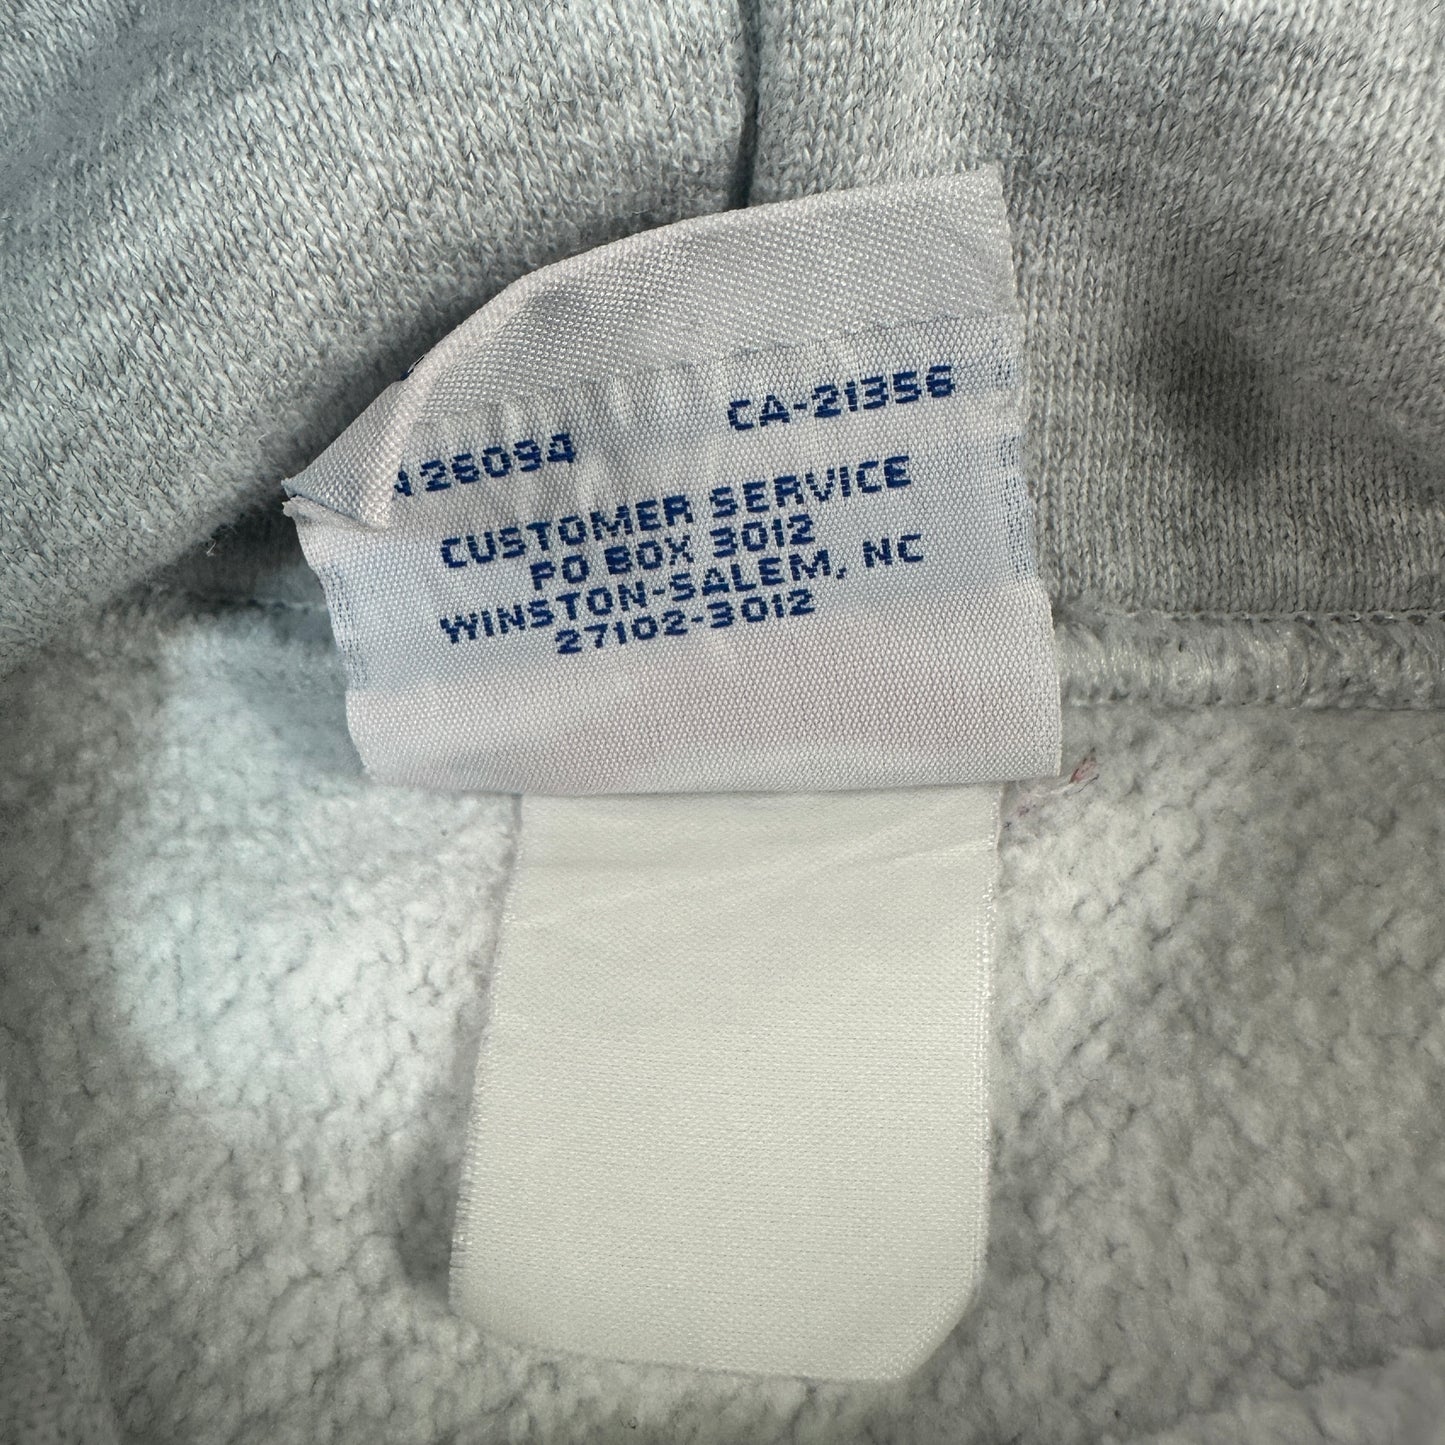 26094 CA-21356
CUSTOMER SERVICE
PO BOX 3012
WINSTON-SALEM, NC
27102-3012